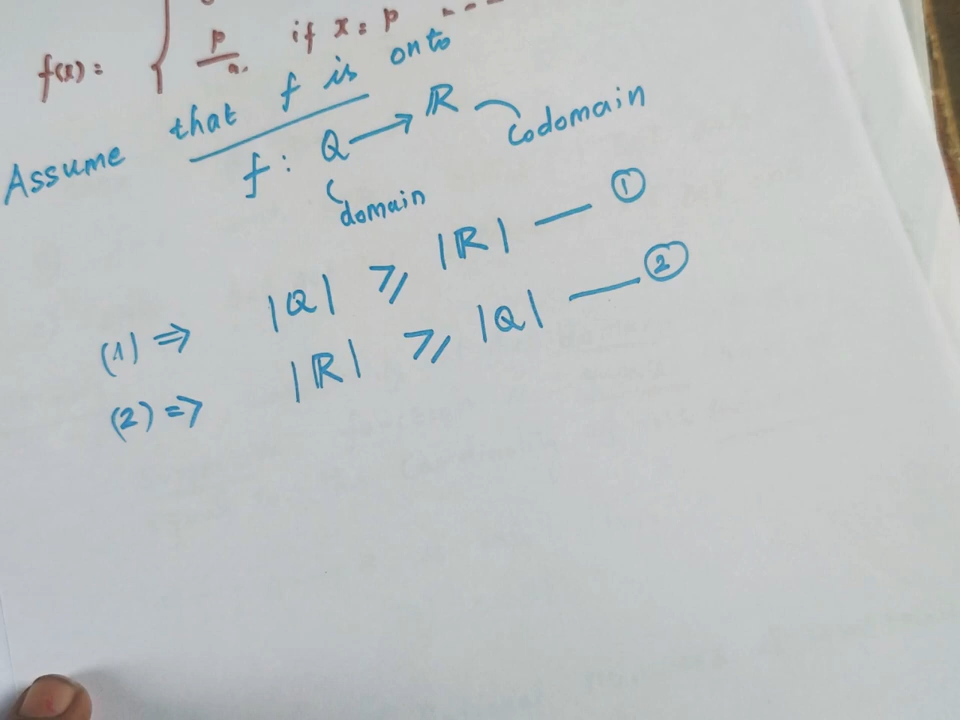 f(x) = { p/a. if x = p
Assume that f is onto
f : Q → R codomain
domain
(1) ⇒ |Q| ⩾ |R| — ①
(2) ⇒ |R| ⩾ |Q| — ②